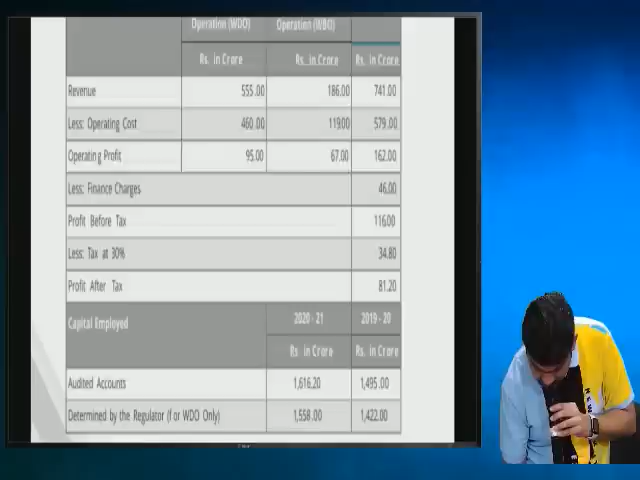 Operation (WDO) Operation (WBO)
Rs. in Crore Rs. in Crore Rs. in Crore
Revenue 555.00 186.00 741.00
Less: Operating Cost 460.00 119.00 579.00
Operating Profit 95.00 67.00 162.00
Less: Finance Charges 46.00
Profit Before Tax 116.00
Less: Tax at 30% 34.80
Profit After Tax 81.20
Capital Employed 2020 - 21 2019 - 20
Rs in Crore Rs. in Crore
Audited Accounts 1,616.20 1,495.00
Determined by the Regulator (for WDO Only) 1,558.00 1,422.00